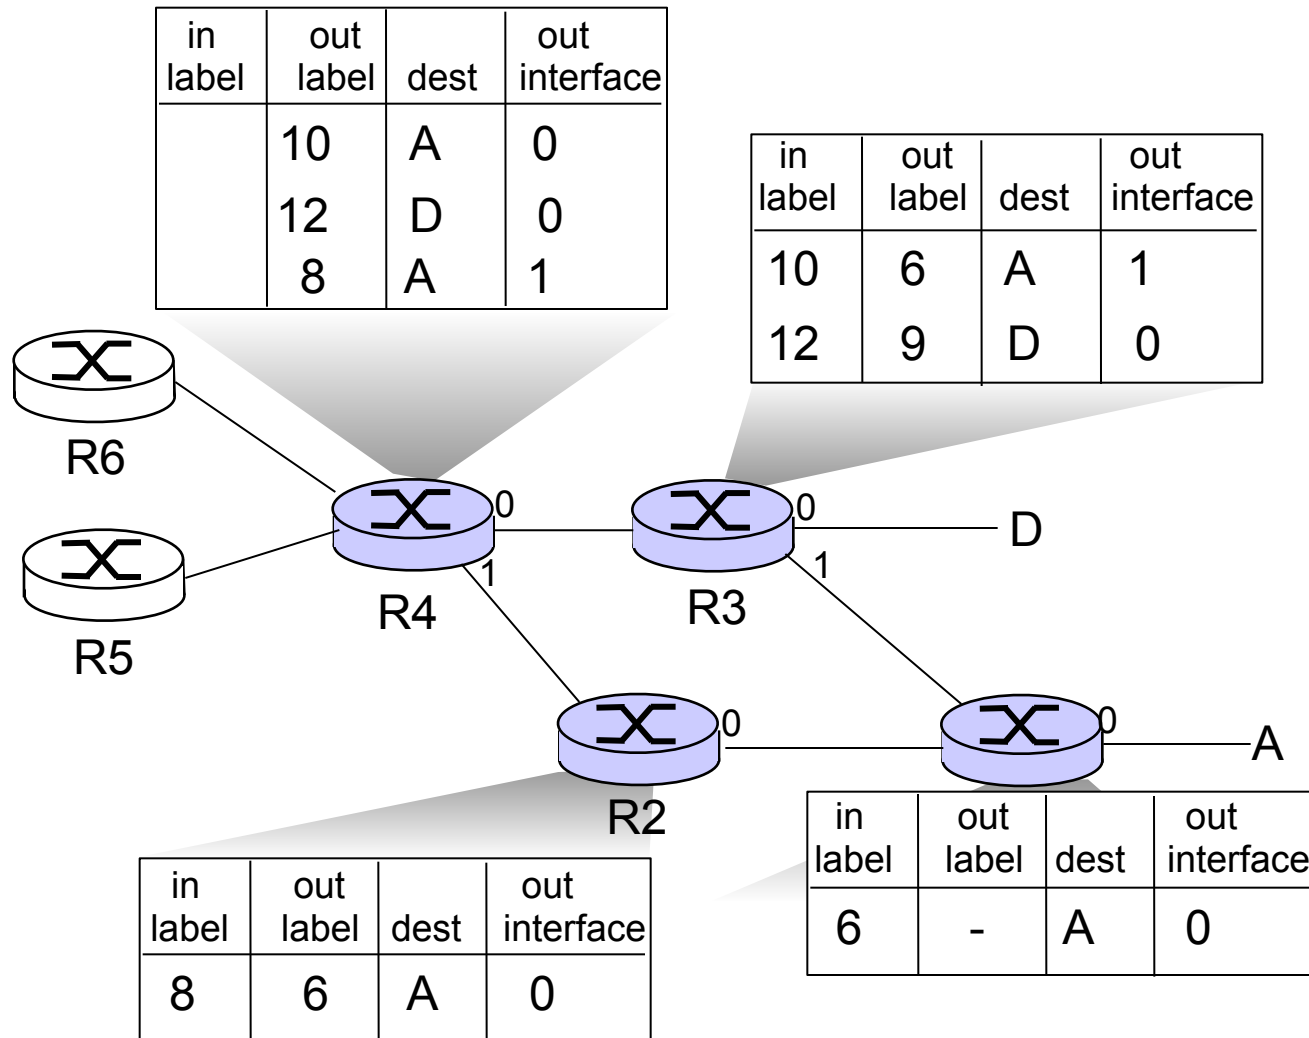 in out out
label label dest interface
10 A 0
12 D 0
8 A 1
in out out
label label dest interface
10 6 A 1
12 9 D 0
R6
0
0
D
1
1
R4
R3
R5
0
0
A
R2
in out out
label label dest interface
6 - A 0
in out out
label label dest interface
8 6 A 0